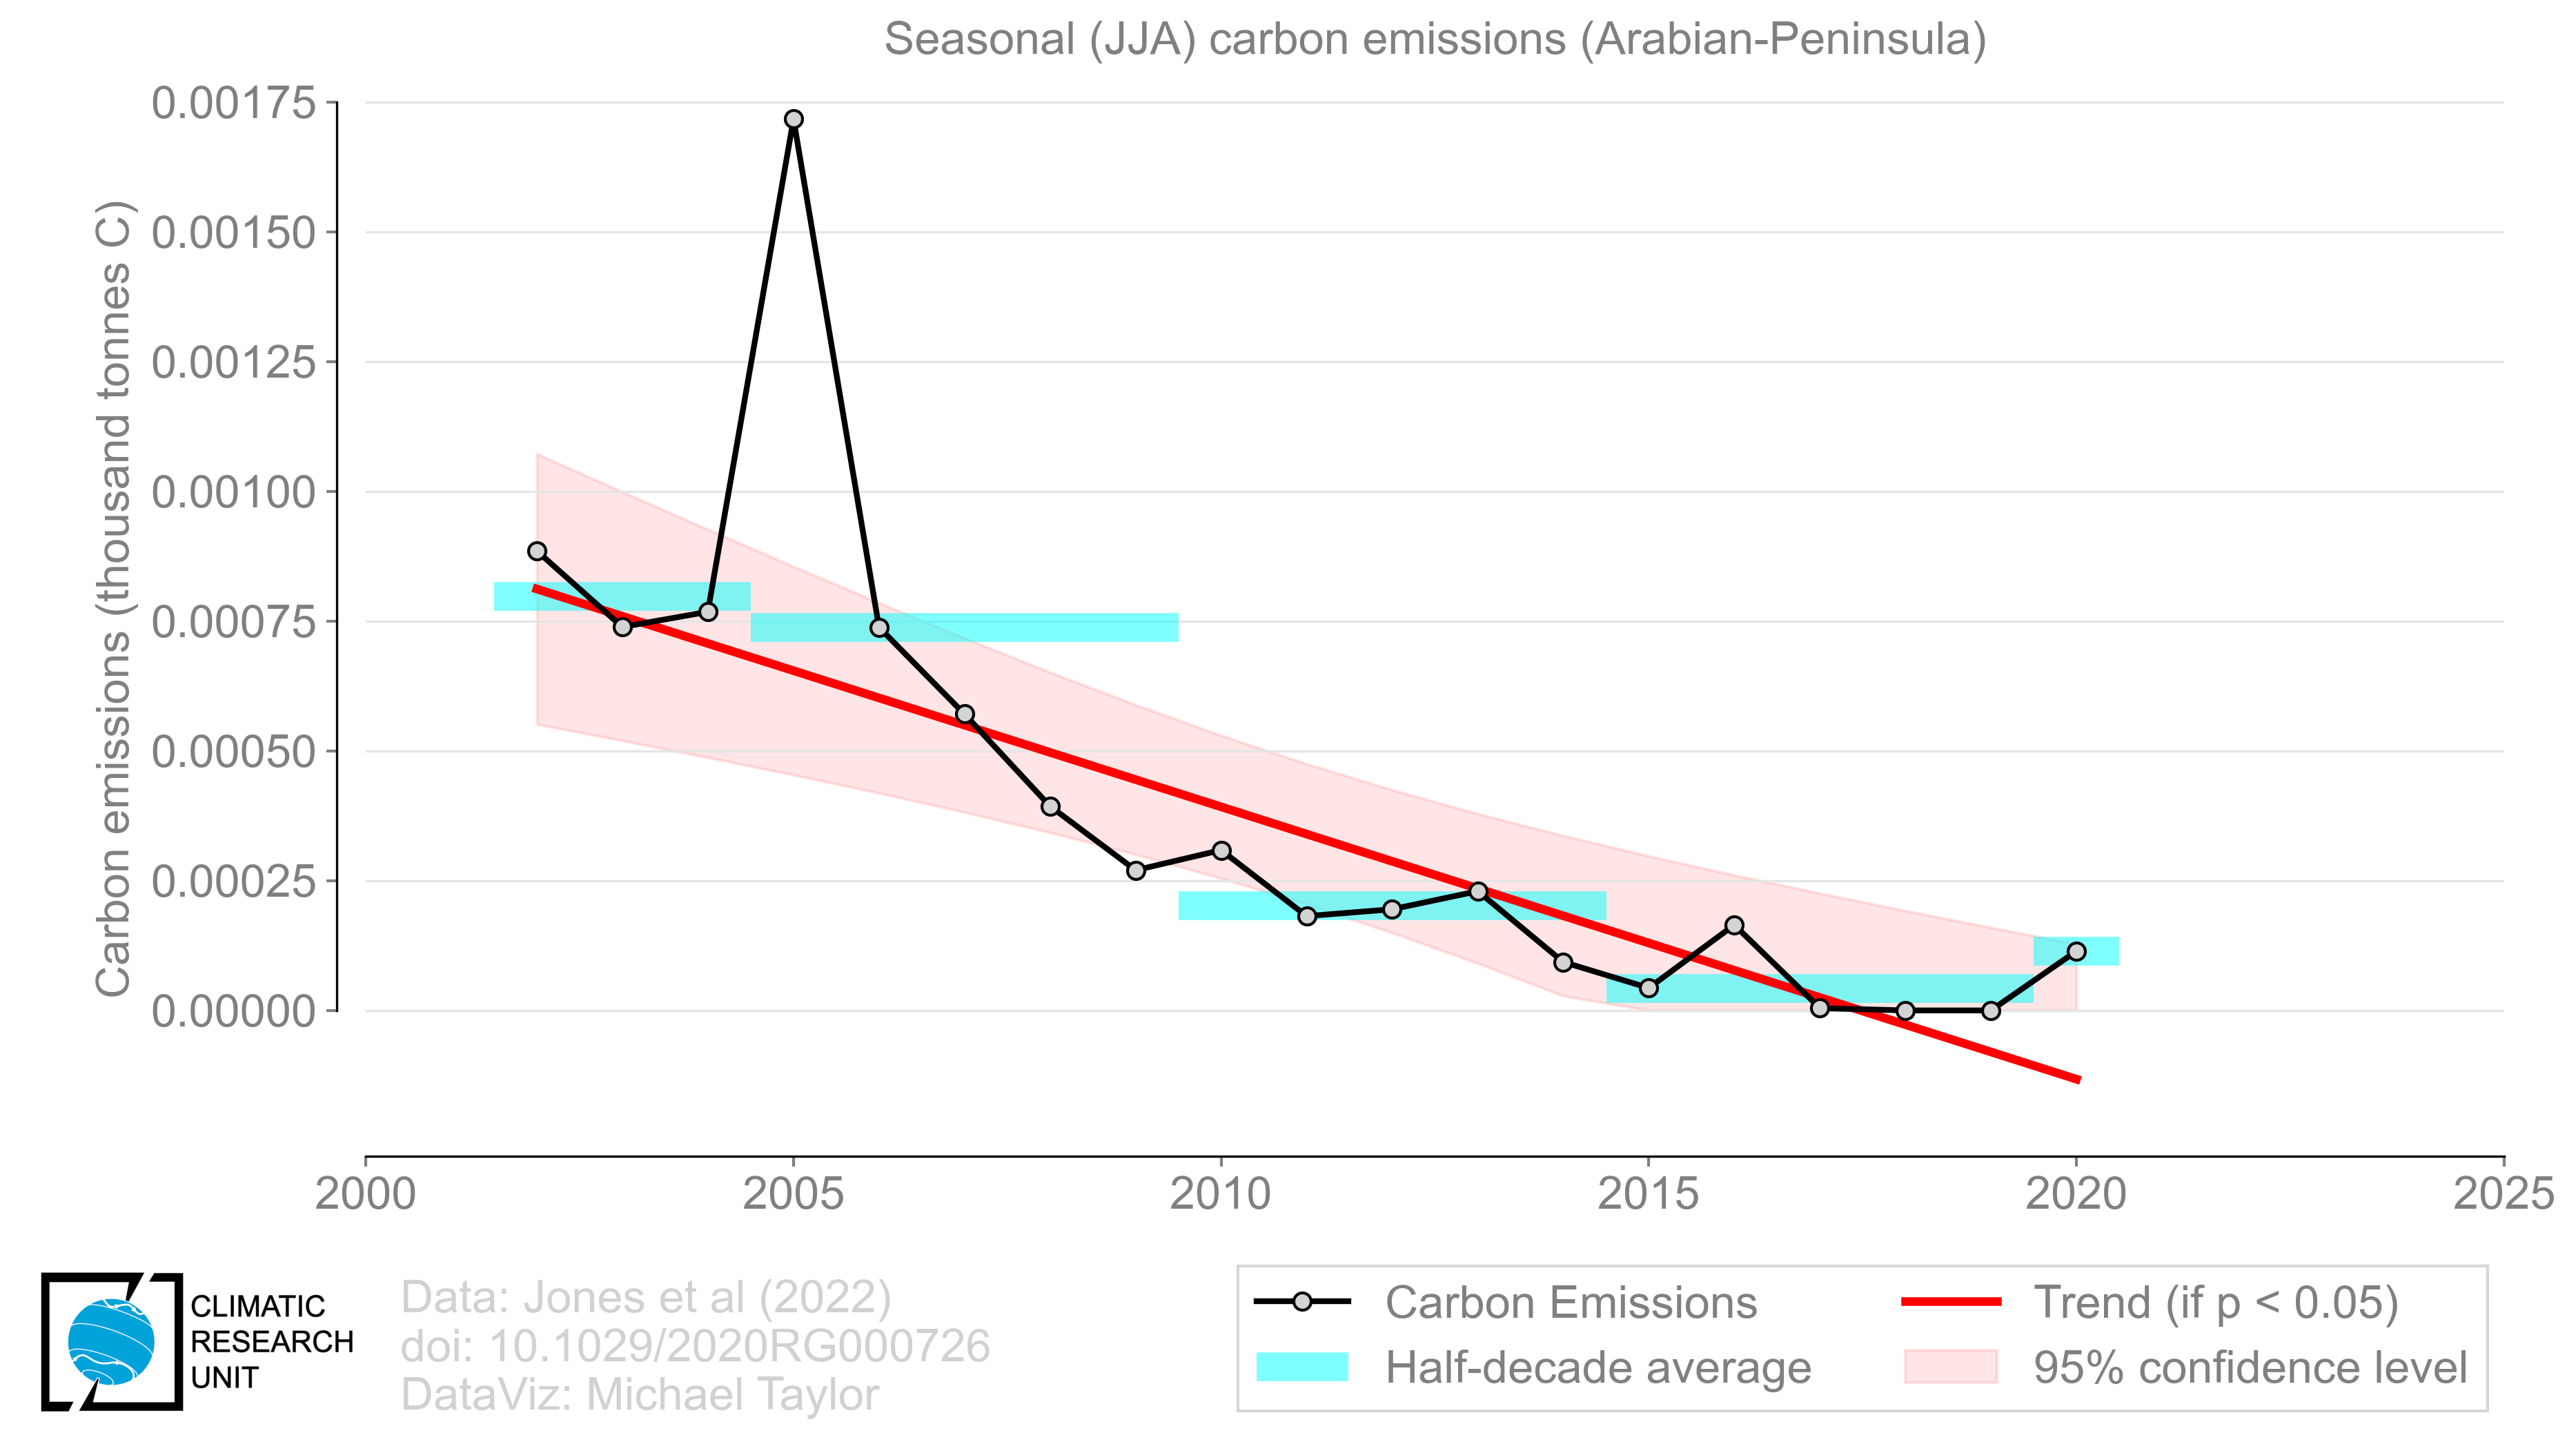 Seasonal (JJA) carbon emissions (Arabian-Peninsula)
Carbon emissions (thousand tonnes C)
0.00175
0.00150
0.00125
0.00100
0.00075
0.00050
0.00025
0.00000
2000
2005
2010
2015
2020
2025
CLIMATIC
RESEARCH
UNIT
Data: Jones et al (2022)
doi: 10.1029/2020RG000726
DataViz: Michael Taylor
Carbon Emissions
Half-decade average
Trend (if p < 0.05)
95% confidence level